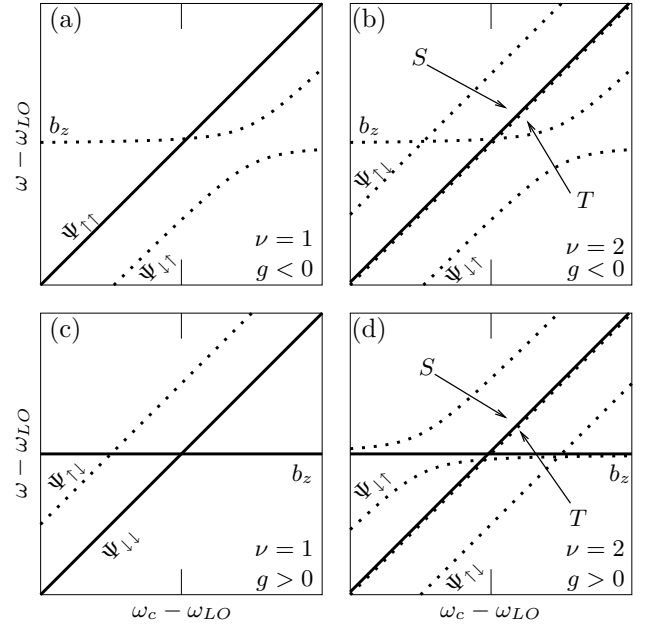 (a)
b_z
Ψ↑↑
Ψ↓↑
ν = 1
g < 0
(b)
S
b_z
Ψ↑↓
T
Ψ↓↑
ν = 2
g < 0
ω − ω_LO
(c)
Ψ↑↓
b_z
Ψ↓↓
ν = 1
g > 0
(d)
S
b_z
Ψ↓↑
T
Ψ↑↓
ν = 2
g > 0
ω − ω_LO
ω_c − ω_LO
ω_c − ω_LO